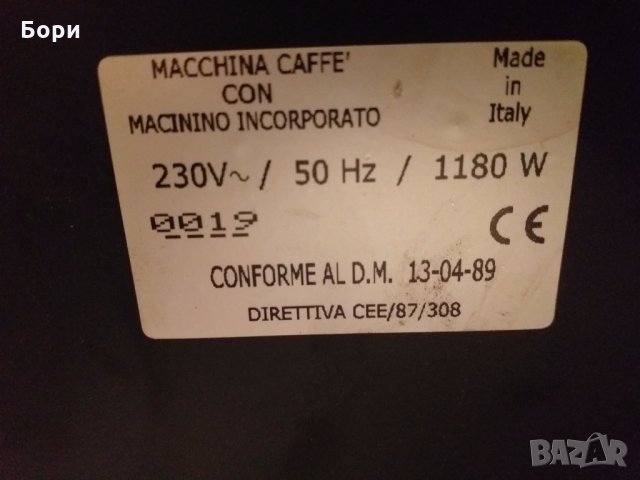 Бори
MACCHINA CAFFE' Made
CON in
MACININO INCORPORATO Italy
230V~ / 50 Hz / 1180 W
0019 CE
CONFORME AL D.M. 13-04-89
DIRETTIVA CEE/87/308
BAZAR